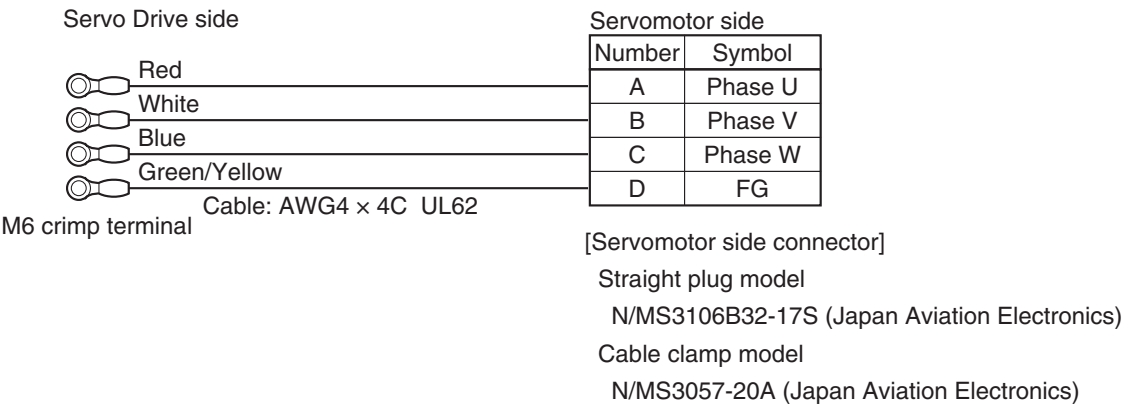 Servo Drive side
Servomotor side
Number Symbol
Red
A Phase U
White
B Phase V
Blue
C Phase W
Green/Yellow
D FG
Cable: AWG4 × 4C UL62
M6 crimp terminal
[Servomotor side connector]
Straight plug model
N/MS3106B32-17S (Japan Aviation Electronics)
Cable clamp model
N/MS3057-20A (Japan Aviation Electronics)